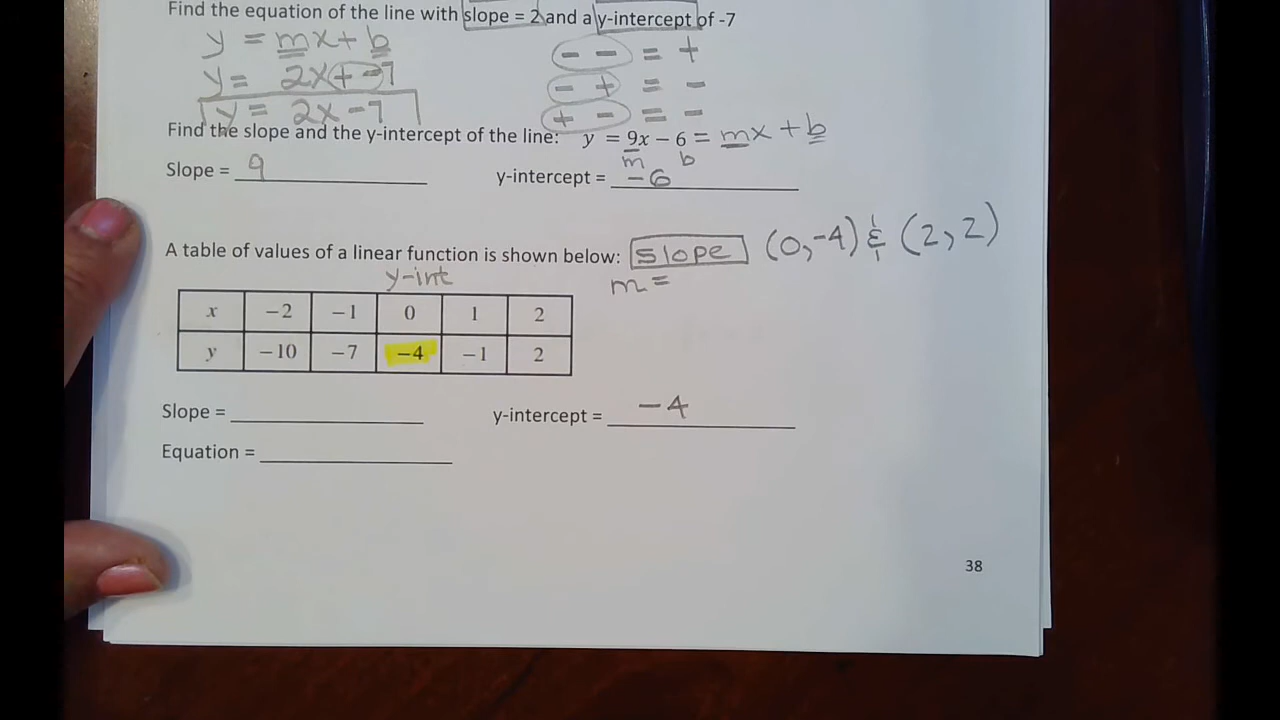 Find the equation of the line with slope = 2 and a y-intercept of -7
y = mx + b
y = 2x + -7
y = 2x - 7
- - = +
- + = -
+ - = -
Find the slope and the y-intercept of the line: y = 9x − 6 = mx + b
m b
Slope = 9 y-intercept = -6
A table of values of a linear function is shown below: slope (0,-4) & (2,2)
y-int m =
x −2 −1 0 1 2
y −10 −7 −4 −1 2
Slope = ____ y-intercept = -4
Equation = ____
38